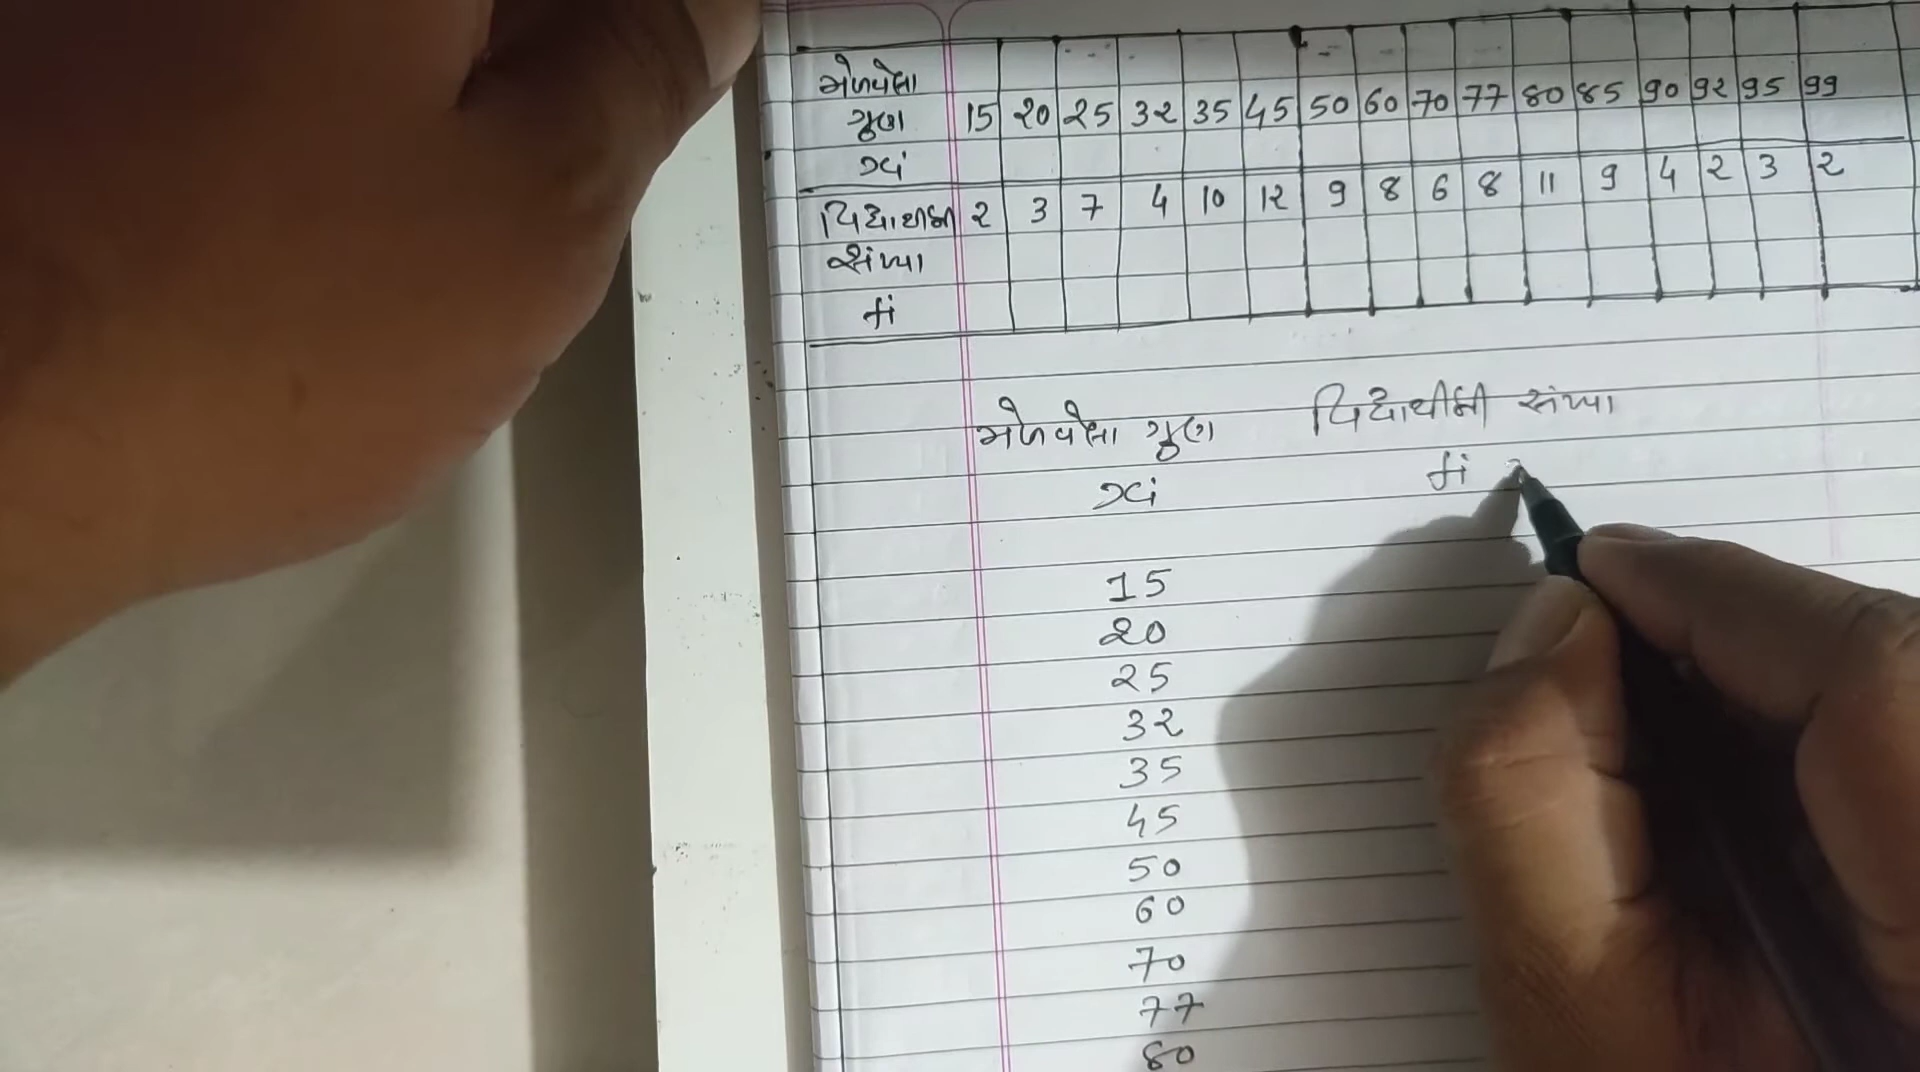 મેળવેલા
ગુણ 15 20 25 32 35 45 50 60 70 77 80 85 90 92 95 99
xi
વિદ્યાર્થીની 2 3 7 4 10 12 9 8 6 8 11 9 4 2 3 2
સંખ્યા
fi
મેળવેલા ગુણ વિદ્યાર્થીની સંખ્યા
xi fi
15
20
25
32
35
45
50
60
70
77
80